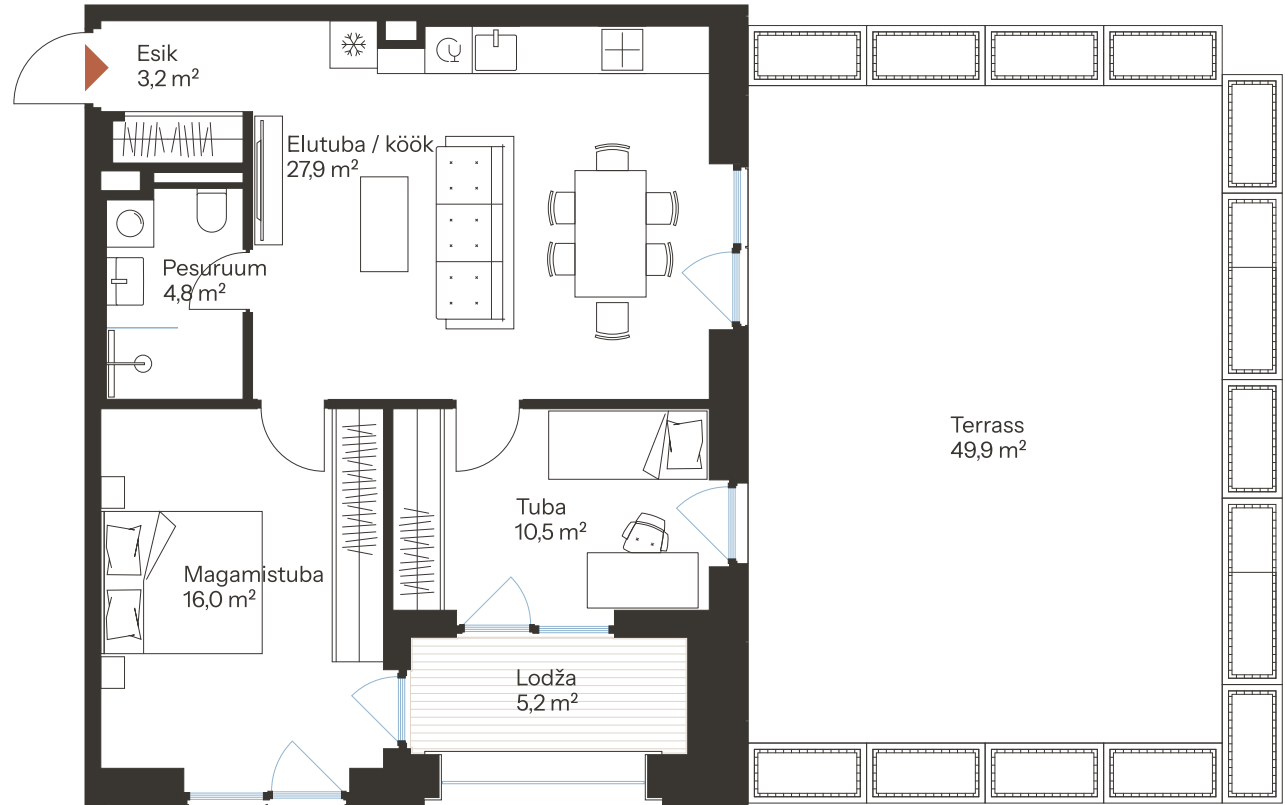 Esik
3,2 m²
Elutuba / köök
27,9 m²
Pesuruum
4,8 m²
Terrass
49,9 m²
Tuba
10,5 m²
Magamistuba
16,0 m²
Lodža
5,2 m²